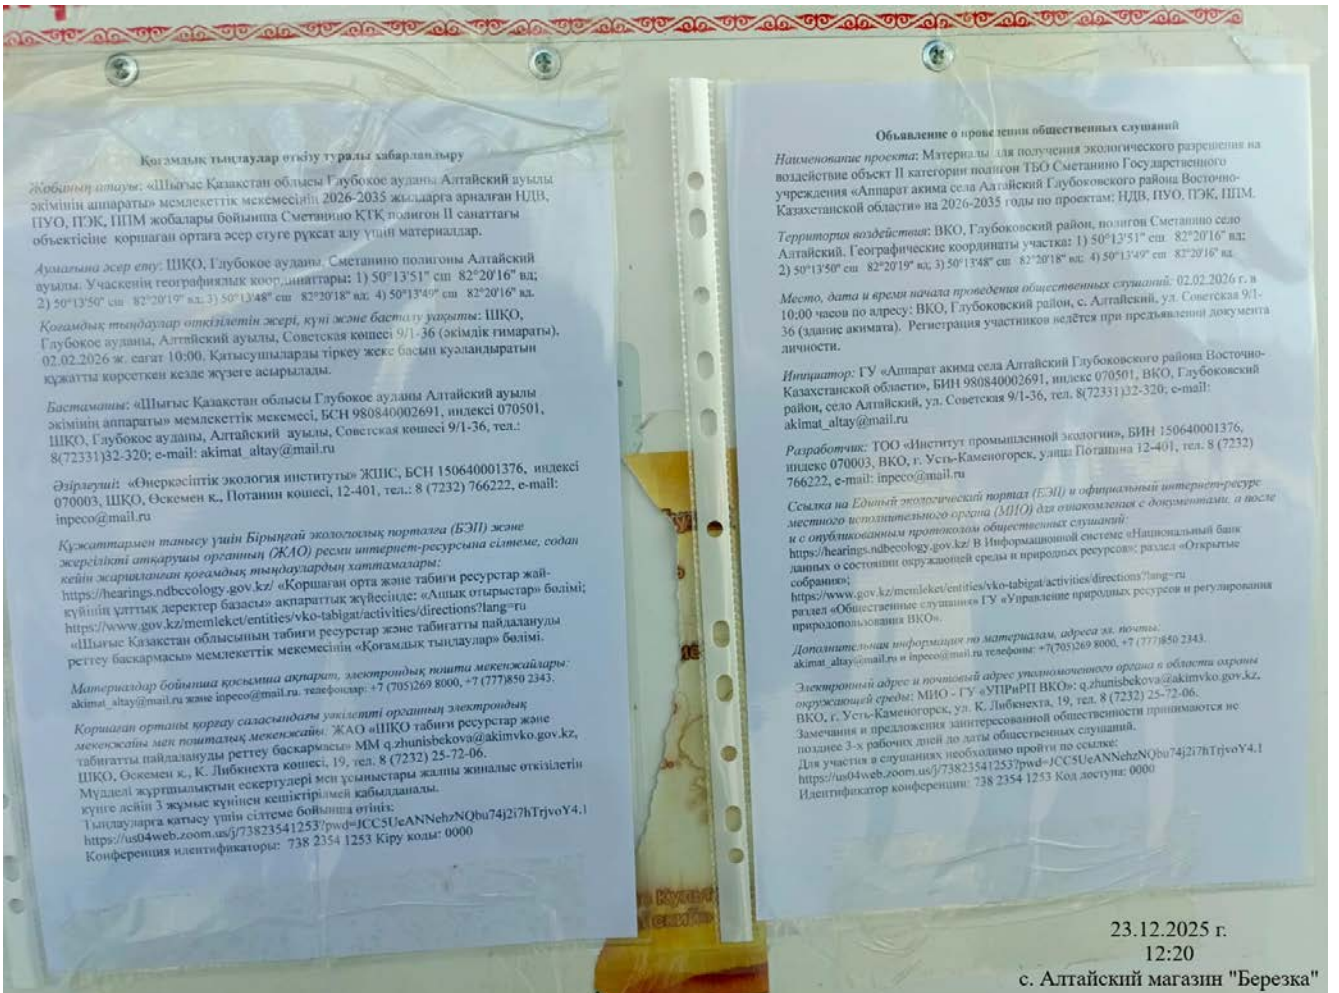 Қоғамдық тыңдаулар өткізу туралы хабарландыру
Жобаның атауы: «Шығыс Қазақстан облысы Глубокое ауданы Алтайский ауылы
әкімінің аппараты» мемлекеттік мекемесінің 2026-2035 жылдарға арналған НДВ,
ПУО, ПЭК, ППМ жобалары бойынша Сметанино ҚТҚ полигон II санаттағы
объектісіне қоршаған ортаға әсер етуге рұқсат алу үшін материалдар.
Аумағына әсер ету: ШҚО, Глубокое ауданы, Сметанино полигоны Алтайский
ауылы. Учаскенің географиялық координаттары: 1) 50°13'51" сш 82°20'16" вд;
2) 50°13'50" сш 82°20'19" вд; 3) 50°13'48" сш 82°20'18" вд; 4) 50°13'49" сш 82°20'16" вд.
Қоғамдық тыңдаулар өткізілетін жері, күні және басталу уақыты: ШҚО,
Глубокое ауданы, Алтайский ауылы, Советская көшесі 9/1-36 (әкімдік ғимараты).
02.02.2026 ж. сағат 10:00. Қатысушыларды тіркеу жеке басын куәландыратын
құжатты көрсеткен кезде жүзеге асырылады.
Бастамашы: «Шығыс Қазақстан облысы Глубокое ауданы Алтайский ауылы
әкімінің аппараты» мемлекеттік мекемесі, БСН 980840002691, индексі 070501,
ШҚО, Глубокое ауданы, Алтайский ауылы, Советская көшесі 9/1-36, тел.:
8(72331)32-320; e-mail: akimat_altay@mail.ru
Әзірлеуші: «Өнеркәсіптік экология институты» ЖШС, БСН 150640001376, индексі
070003, ШҚО, Өскемен қ., Потанин көшесі, 12-401, тел.: 8 (7232) 766222, e-mail:
inpeco@mail.ru
Құжаттармен танысу үшін Бірыңғай экологиялық порталға (БЭП) және
жергілікті атқарушы органның (ЖАО) ресми интернет-ресурсына сілтеме, содан
кейін жарияланған қоғамдық тыңдаулардың хаттамалары:
https://hearings.ndbecology.gov.kz/ «Қоршаған орта және табиғи ресурстар жай-
күйінің ұлттық деректер базасы» ақпараттық жүйесінде: «Ашық отырыстар» бөлімі;
https://www.gov.kz/memleket/entities/vko-tabigat/activities/directions?lang=ru
«Шығыс Қазақстан облысының табиғи ресурстар және табиғатты пайдалануды
реттеу басқармасы» мемлекеттік мекемесінің «Қоғамдық тыңдаулар» бөлімі.
Материалдар бойынша қосымша ақпарат, электрондық пошта мекенжайлары:
akimat_altay@mail.ru және inpeco@mail.ru. телефондар: +7 (705)269 8000, +7 (777)850 2343.
Қоршаған ортаны қорғау саласындағы уәкілетті органның электрондық
мекенжайы мен пошталық мекенжайы: ЖАО «ШҚО табиғи ресурстар және
табиғатты пайдалануды реттеу басқармасы» ММ q.zhunisbekova@akimvko.gov.kz,
ШҚО, Өскемен қ., К. Либкнехта көшесі, 19, тел. 8 (7232) 25-72-06.
Мүдделі жұртшылықтың ескертулері мен ұсыныстары жалпы жиналыс өткізілетін
күнге дейін 3 жұмыс күнінен кешіктірілмей қабылданады.
Тыңдауларға қатысу үшін сілтеме бойынша өтіңіз:
https://us04web.zoom.us/j/73823541253?pwd=JCC5UeANNehzNQbu74j2i7hTrjvoY4.1
Конференция идентификаторы: 738 2354 1253 Кіру коды: 0000
Объявление о проведении общественных слушаний
Наименование проекта: Материалы для получения экологического разрешения на
воздействие объект II категории полигон ТБО Сметанино Государственного
учреждения «Аппарат акима села Алтайский Глубоковского района Восточно-
Казахстанской области» на 2026-2035 годы по проектам: НДВ, ПУО, ПЭК, ППМ.
Территория воздействия: ВКО, Глубоковский район, полигон Сметанино село
Алтайский. Географические координаты участка: 1) 50°13'51" сш 82°20'16" вд;
2) 50°13'50" сш 82°20'19" вд; 3) 50°13'48" сш 82°20'18" вд; 4) 50°13'49" сш 82°20'16" вд.
Место, дата и время начала проведения общественных слушаний: 02.02.2026 г. в
10:00 часов по адресу: ВКО, Глубоковский район, с. Алтайский, ул. Советская 9/1-
36 (здание акимата). Регистрация участников ведётся при предъявлении документа
личности.
Инициатор: ГУ «Аппарат акима села Алтайский Глубоковского района Восточно-
Казахстанской области», БИН 980840002691, индекс 070501, ВКО, Глубоковский
район, село Алтайский, ул. Советская 9/1-36, тел. 8(72331)32-320; e-mail:
akimat_altay@mail.ru
Разработчик: ТОО «Институт промышленной экологии», БИН 150640001376,
индекс 070003, ВКО, г. Усть-Каменогорск, улица Потанина 12-401, тел. 8 (7232)
766222, e-mail: inpeco@mail.ru
Ссылка на Единый экологический портал (ЕЭП) и официальный интернет-ресурс
местного исполнительного органа (МИО) для ознакомления с документами, а после
и с опубликованным протоколом общественных слушаний:
https://hearings.ndbecology.gov.kz/ В Информационной системе «Национальный банк
данных о состоянии окружающей среды и природных ресурсов»; раздел «Открытые
собрания»;
https://www.gov.kz/memleket/entities/vko-tabigat/activities/directions?lang=ru
раздел «Общественные слушания» ГУ «Управление природных ресурсов и регулирования
природопользования ВКО».
Дополнительная информация по материалам, адреса эл. почты:
akimat_altay@mail.ru и inpeco@mail.ru телефоны: +7(705)269 8000, +7 (777)850 2343.
Электронный адрес и почтовый адрес уполномоченного органа в области охраны
окружающей среды: МИО - ГУ «УПРиРП ВКО»: q.zhunisbekova@akimvko.gov.kz,
ВКО, г. Усть-Каменогорск, ул. К. Либкнехта, 19, тел. 8 (7232) 25-72-06.
Замечания и предложения заинтересованной общественности принимаются не
позднее 3-х рабочих дней до даты общественных слушаний.
Для участия в слушаниях необходимо пройти по ссылке:
https://us04web.zoom.us/j/73823541253?pwd=JCC5UeANNehzNQbu74j2i7hTrjvoY4.1
Идентификатор конференции: 738 2354 1253 Код доступа: 0000
23.12.2025 г.
12:20
с. Алтайский магазин "Березка"